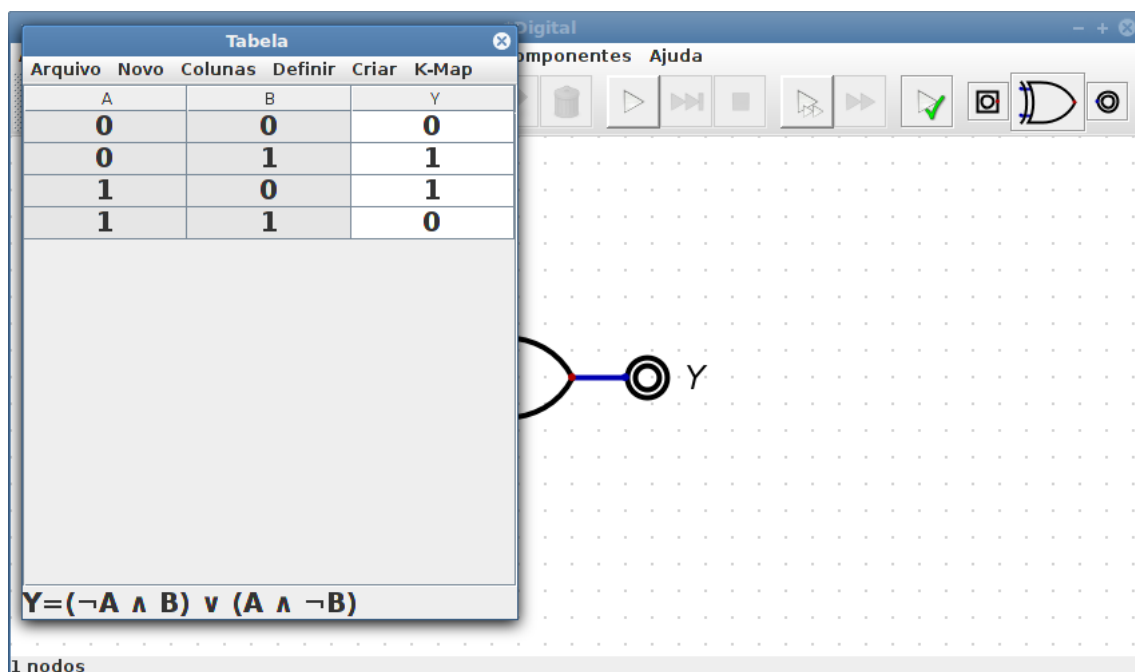 Digital
Tabela
omponentes Ajuda
Arquivo Novo Colunas Definir Criar K-Map
A B Y
0 0 0
0 1 1
1 0 1
1 1 0
Y
Y=(¬A ∧ B) ∨ (A ∧ ¬B)
1 nodos